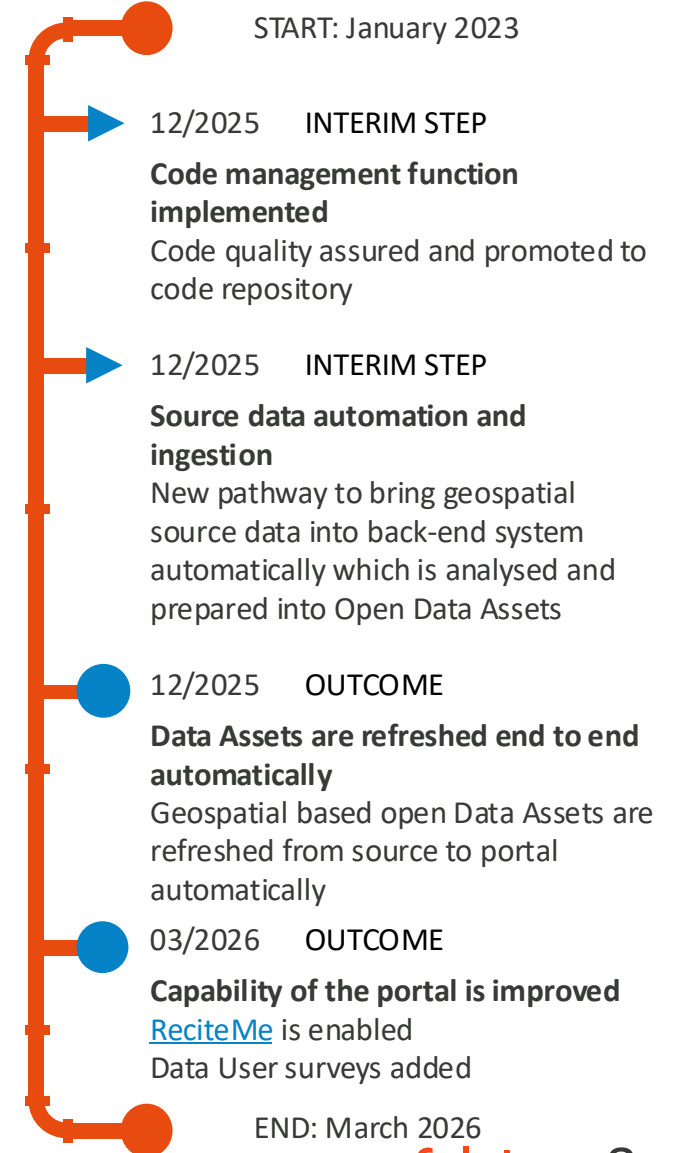 START: January 2023
12/2025 INTERIM STEP
Code management function
implemented
Code quality assured and promoted to
code repository
12/2025 INTERIM STEP
Source data automation and
ingestion
New pathway to bring geospatial
source data into back-end system
automatically which is analysed and
prepared into Open Data Assets
12/2025 OUTCOME
Data Assets are refreshed end to end
automatically
Geospatial based open Data Assets are
refreshed from source to portal
automatically
03/2026 OUTCOME
Capability of the portal is improved
ReciteMe is enabled
Data User surveys added
END: March 2026